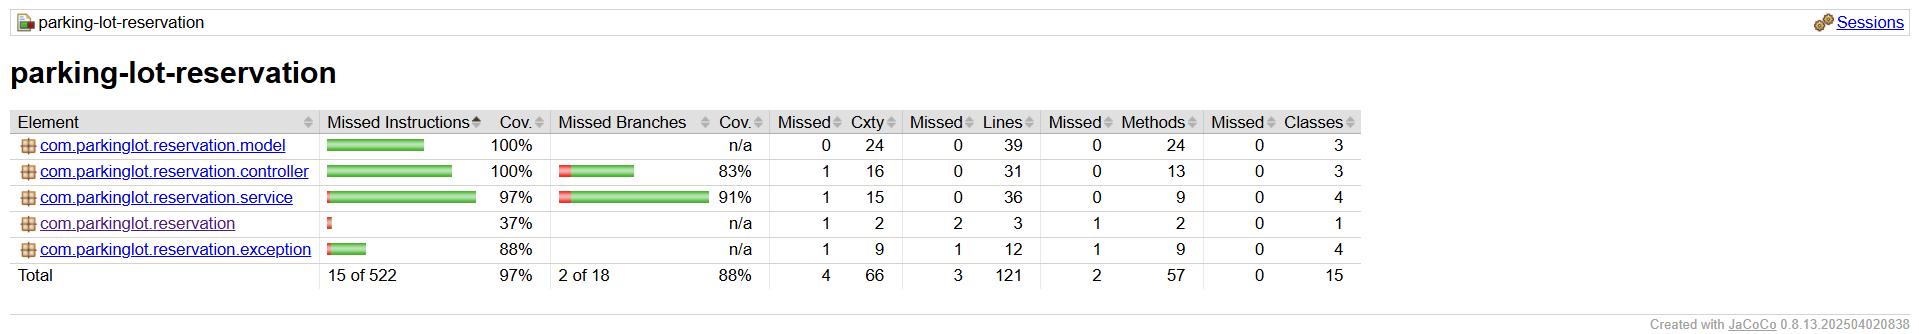 parking-lot-reservation Sessions
parking-lot-reservation
Element Missed Instructions Cov. Missed Branches Cov. Missed Cxty Missed Lines Missed Methods Missed Classes
com.parkinglot.reservation.model 100% n/a 0 24 0 39 0 24 0 3
com.parkinglot.reservation.controller 100% 83% 1 16 0 31 0 13 0 3
com.parkinglot.reservation.service 97% 91% 1 15 0 36 0 9 0 4
com.parkinglot.reservation 37% n/a 1 2 2 3 1 2 0 1
com.parkinglot.reservation.exception 88% n/a 1 9 1 12 1 9 0 4
Total 15 of 522 97% 2 of 18 88% 4 66 3 121 2 57 0 15
Created with JaCoCo 0.8.13.202504020838